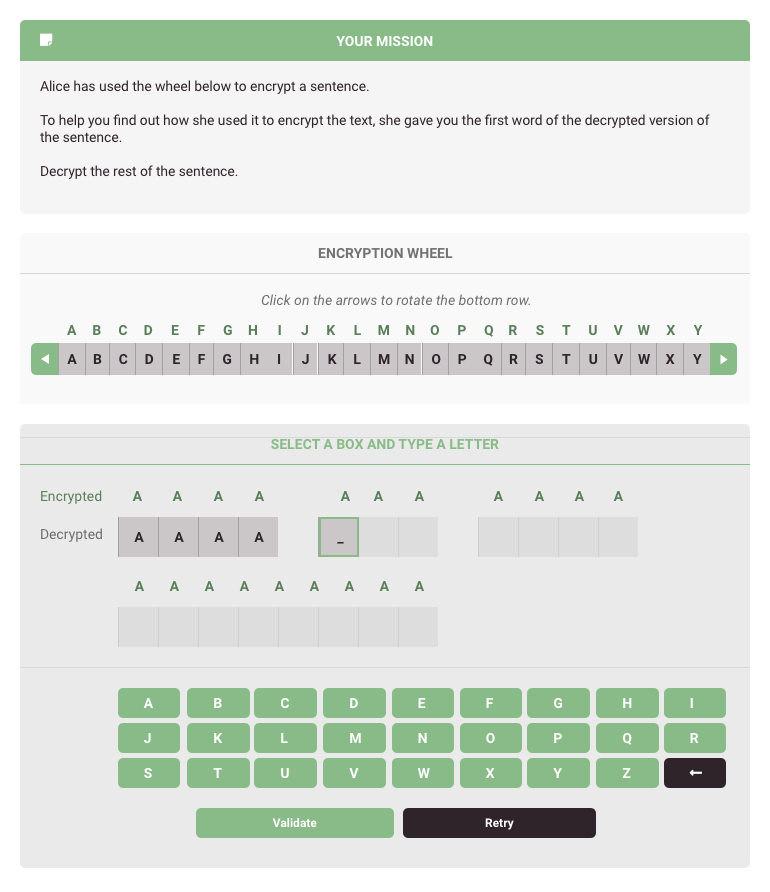 YOUR MISSION
Alice has used the wheel below to encrypt a sentence.
To help you find out how she used it to encrypt the text, she gave you the first word of the decrypted version of
the sentence.
Decrypt the rest of the sentence.
ENCRYPTION WHEEL
Click on the arrows to rotate the bottom row.
A B C D E F G H I J K L M N O P Q R S T U V W X Y
A B C D E F G H I J K L M N O P Q R S T U V W X Y
SELECT A BOX AND TYPE A LETTER
Encrypted A A A A A A A A A A A
Decrypted A A A A _
A A A A A A A A A
A B C D E F G H I
J K L M N O P Q R
S T U V W X Y Z
Validate Retry